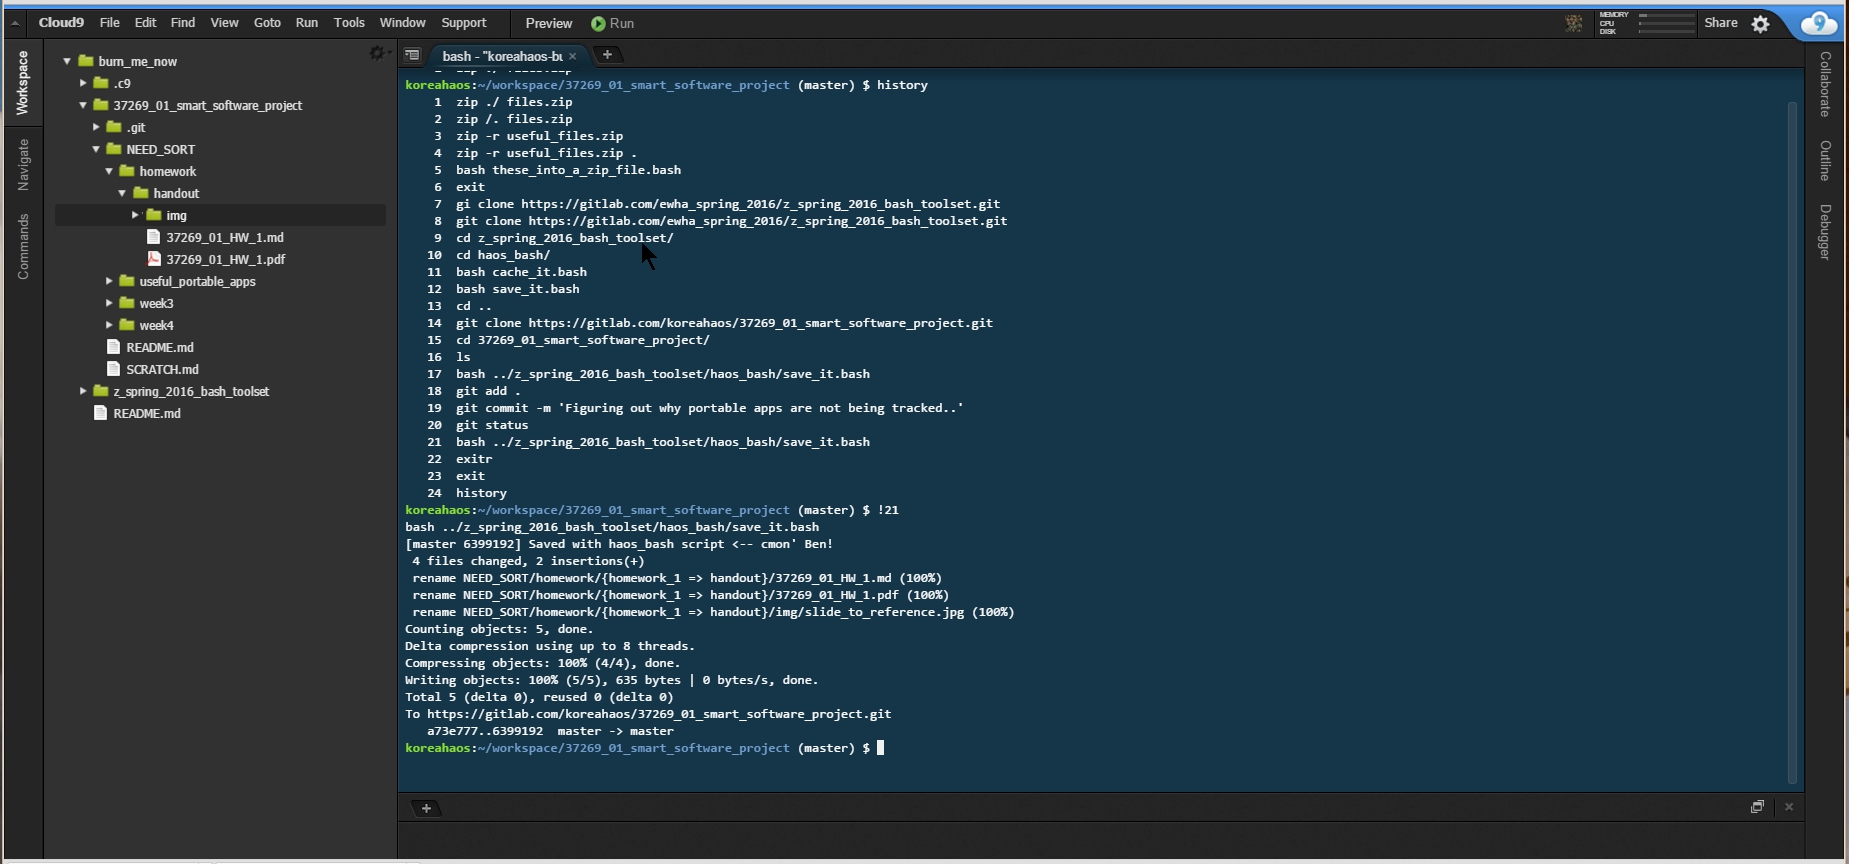 Cloud9 File Edit Find View Goto Run Tools Window Support Preview Run
MEMORY
CPU
DISK
Share
9
Workspace
Navigate
Commands
burn_me_now
.c9
37269_01_smart_software_project
.git
NEED_SORT
homework
handout
img
37269_01_HW_1.md
37269_01_HW_1.pdf
useful_portable_apps
week3
week4
README.md
SCRATCH.md
z_spring_2016_bash_toolset
README.md
bash - "koreahaos-bu × +
koreahaos:~/workspace/37269_01_smart_software_project (master) $ history
1 zip ./ files.zip
2 zip /. files.zip
3 zip -r useful_files.zip
4 zip -r useful_files.zip .
5 bash these_into_a_zip_file.bash
6 exit
7 gi clone https://gitlab.com/ewha_spring_2016/z_spring_2016_bash_toolset.git
8 git clone https://gitlab.com/ewha_spring_2016/z_spring_2016_bash_toolset.git
9 cd z_spring_2016_bash_toolset/
10 cd haos_bash/
11 bash cache_it.bash
12 bash save_it.bash
13 cd ..
14 git clone https://gitlab.com/koreahaos/37269_01_smart_software_project.git
15 cd 37269_01_smart_software_project/
16 ls
17 bash ../z_spring_2016_bash_toolset/haos_bash/save_it.bash
18 git add .
19 git commit -m 'Figuring out why portable apps are not being tracked..'
20 git status
21 bash ../z_spring_2016_bash_toolset/haos_bash/save_it.bash
22 exitr
23 exit
24 history
koreahaos:~/workspace/37269_01_smart_software_project (master) $ !21
bash ../z_spring_2016_bash_toolset/haos_bash/save_it.bash
[master 6399192] Saved with haos_bash script <-- cmon' Ben!
4 files changed, 2 insertions(+)
rename NEED_SORT/homework/{homework_1 => handout}/37269_01_HW_1.md (100%)
rename NEED_SORT/homework/{homework_1 => handout}/37269_01_HW_1.pdf (100%)
rename NEED_SORT/homework/{homework_1 => handout}/img/slide_to_reference.jpg (100%)
Counting objects: 5, done.
Delta compression using up to 8 threads.
Compressing objects: 100% (4/4), done.
Writing objects: 100% (5/5), 635 bytes | 0 bytes/s, done.
Total 5 (delta 0), reused 0 (delta 0)
To https://gitlab.com/koreahaos/37269_01_smart_software_project.git
a73e777..6399192 master -> master
koreahaos:~/workspace/37269_01_smart_software_project (master) $
Collaborate
Outline
Debugger